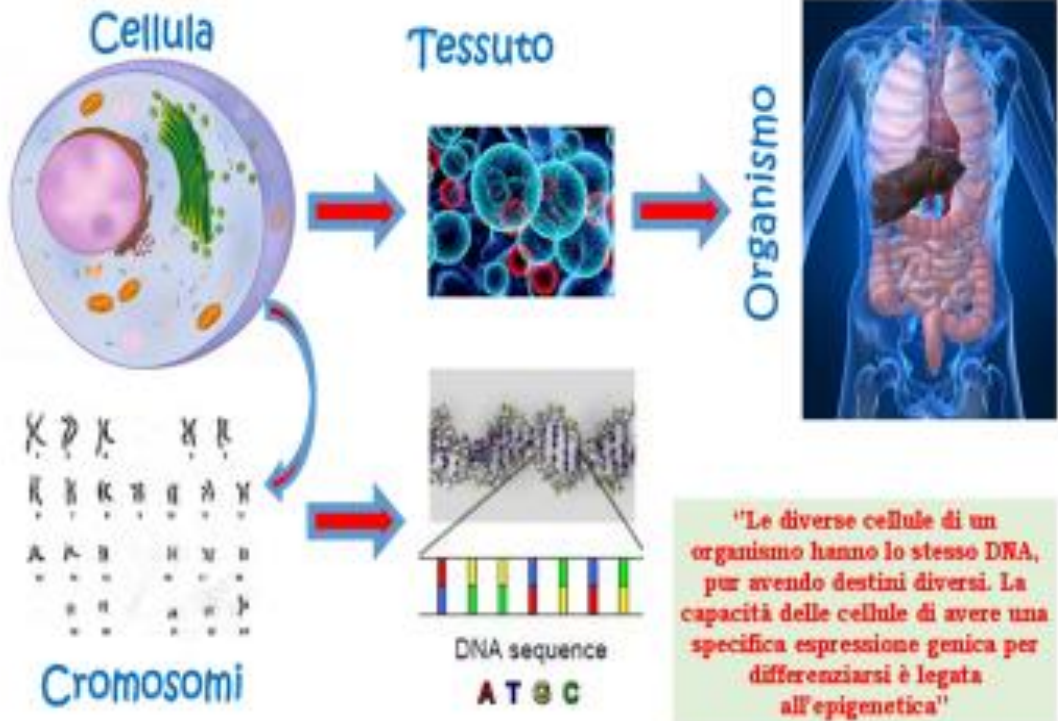 Cellula
Tessuto
Organismo
Cromosomi
DNA sequence
A T G C
"Le diverse cellule di un
organismo hanno lo stesso DNA,
pur avendo destini diversi. La
capacità delle cellule di avere una
specifica espressione genica per
differenziarsi è legata
all'epigenetica"